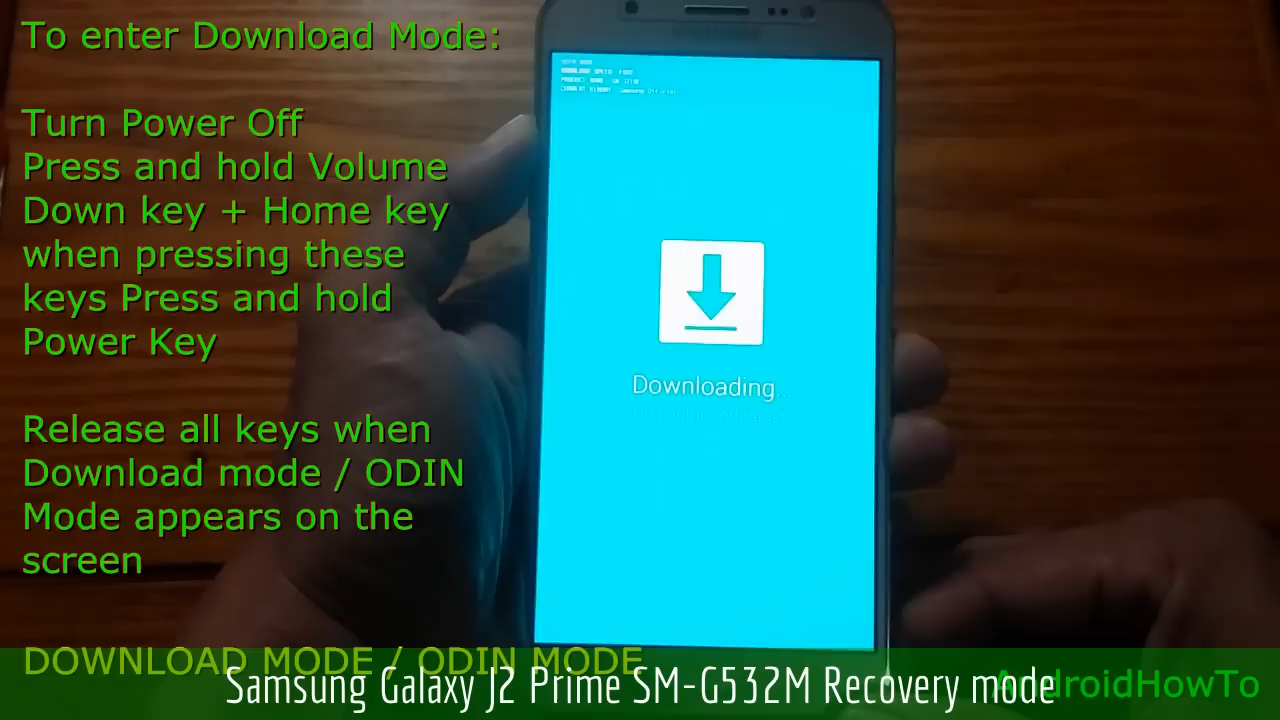 To enter Download Mode:
Turn Power Off
Press and hold Volume
Down key + Home key
when pressing these
keys Press and hold
Power Key
Release all keys when
Download mode / ODIN
Mode appears on the
screen
DOWNLOAD MODE / ODIN MODE
Samsung Galaxy J2 Prime SM-G532M Recovery mode
AndroidHowTo
Downloading...